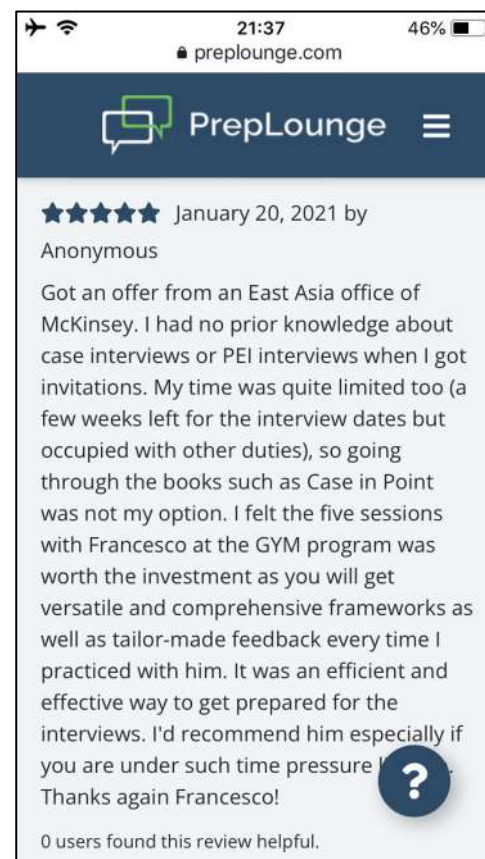 21:37
46%
preplounge.com
PrepLounge
January 20, 2021 by
Anonymous
Got an offer from an East Asia office of
McKinsey. I had no prior knowledge about
case interviews or PEI interviews when I got
invitations. My time was quite limited too (a
few weeks left for the interview dates but
occupied with other duties), so going
through the books such as Case in Point
was not my option. I felt the five sessions
with Francesco at the GYM program was
worth the investment as you will get
versatile and comprehensive frameworks as
well as tailor-made feedback every time I
practiced with him. It was an efficient and
effective way to get prepared for the
interviews. I'd recommend him especially if
you are under such time pressure
?
Thanks again Francesco!
0 users found this review helpful.